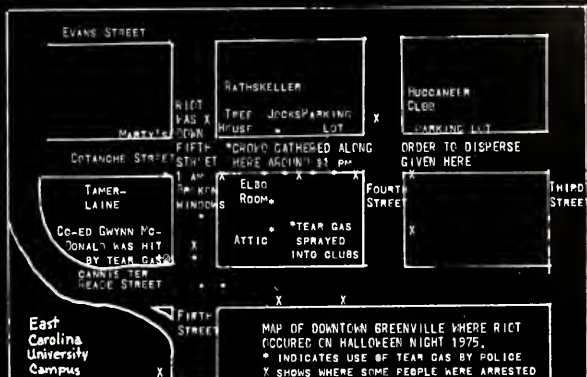 EVANS STREET
RATHSKELLER
TREE HOUSE
JOCKS
PARKING LOT
BUCCANEER
CLUB
PARKING LOT
MARTY'S
RIOT
WAS X
DOWN
FIFTH
STREET
1 AM
BROKEN
WINDOWS
*CROWD GATHERED ALONG
HERE AROUND 11 PM
ORDER TO DISPERSE
GIVEN HERE
COTANCHE STREET
TAMER-
LAINE
CO-ED GWYNN MC-
DONALD WAS HIT
BY TEAR GAS
CANNISTER
READE STREET
ELBO
ROOM*
ATTIC
*TEAR GAS
SPRAYED
INTO CLUBS
FOURTH
STREET
THIRD
STREET
FIFTH
STREET
East
Carolina
University
Campus
MAP OF DOWNTOWN GREENVILLE WHERE RIOT
OCCURED ON HALLOWEEN NIGHT 1975.
* INDICATES USE OF TEAR GAS BY POLICE
X SHOWS WHERE SOME PEOPLE WERE ARRESTED